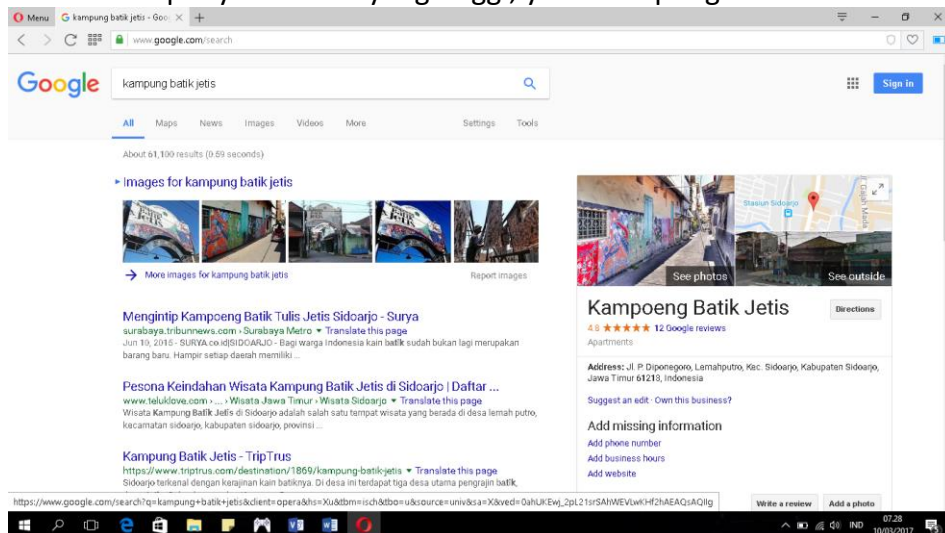 Menu
kampung batik jetis - Goo
www.google.com/search
Google
kampung batik jetis
Sign in
All Maps News Images Videos More Settings Tools
About 61,100 results (0.59 seconds)
Images for kampung batik jetis
More images for kampung batik jetis
Report images
Mengintip Kampoeng Batik Tulis Jetis Sidoarjo - Surya
surabaya.tribunnews.com › Surabaya Metro ▼ Translate this page
Jun 10, 2015 - SURYA.co.id|SIDOARJO - Bagi warga Indonesia kain batik sudah bukan lagi merupakan
barang baru. Hampir setiap daerah memiliki ...
Pesona Keindahan Wisata Kampung Batik Jetis di Sidoarjo | Daftar ...
www.teluklove.com › ... › Wisata Jawa Timur › Wisata Sidoarjo ▼ Translate this page
Wisata Kampung Batik Jetis di Sidoarjo adalah salah satu tempat wisata yang berada di desa lemah putro,
kecamatan sidoarjo, kabupaten sidoarjo, provinsi ...
Kampung Batik Jetis - TripTrus
https://www.triptrus.com/destination/1869/kampung-batik-jetis ▼ Translate this page
Sidoarjo terkenal dengan kerajinan kain batiknya. Di desa ini terdapat tiga desa utama pengrajin batik,
Stasiun Sidoarjo
Jl. Gajah Mada
See photos
See outside
Kampoeng Batik Jetis
Directions
4.6 ★★★★★ 12 Google reviews
Apartments
Address: Jl. P. Diponegoro, Lemahputro, Kec. Sidoarjo, Kabupaten Sidoarjo,
Jawa Timur 61213, Indonesia
Suggest an edit · Own this business?
Add missing information
Add phone number
Add business hours
Add website
Write a review
Add a photo
IND
07.28
10/03/2017